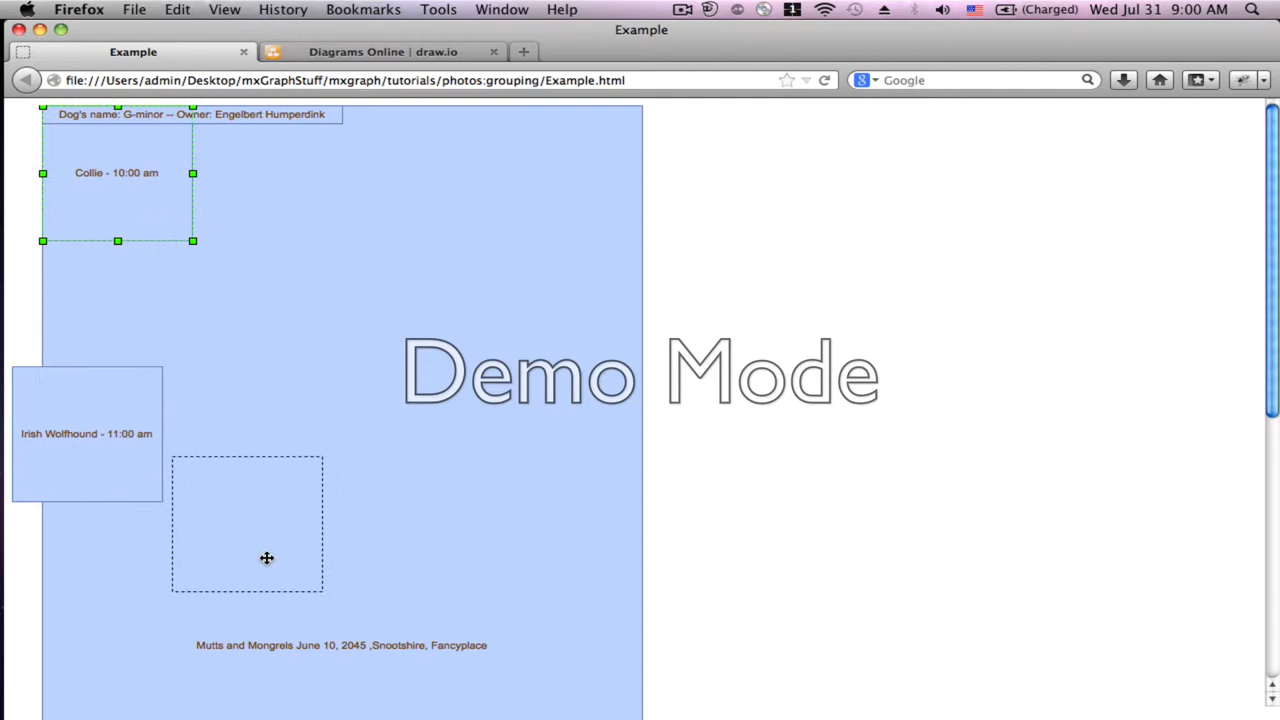 Firefox File Edit View History Bookmarks Tools Window Help 1 (Charged) Wed Jul 31 9:00 AM
Example
Example Diagrams Online | draw.io
file:///Users/admin/Desktop/mxGraphStuff/mxgraph/tutorials/photos:grouping/Example.html Google
Dog's name: G-minor -- Owner: Engelbert Humperdink
Collie - 10:00 am
Demo Mode
Irish Wolfhound - 11:00 am
Mutts and Mongrels June 10, 2045 ,Snootshire, Fancyplace